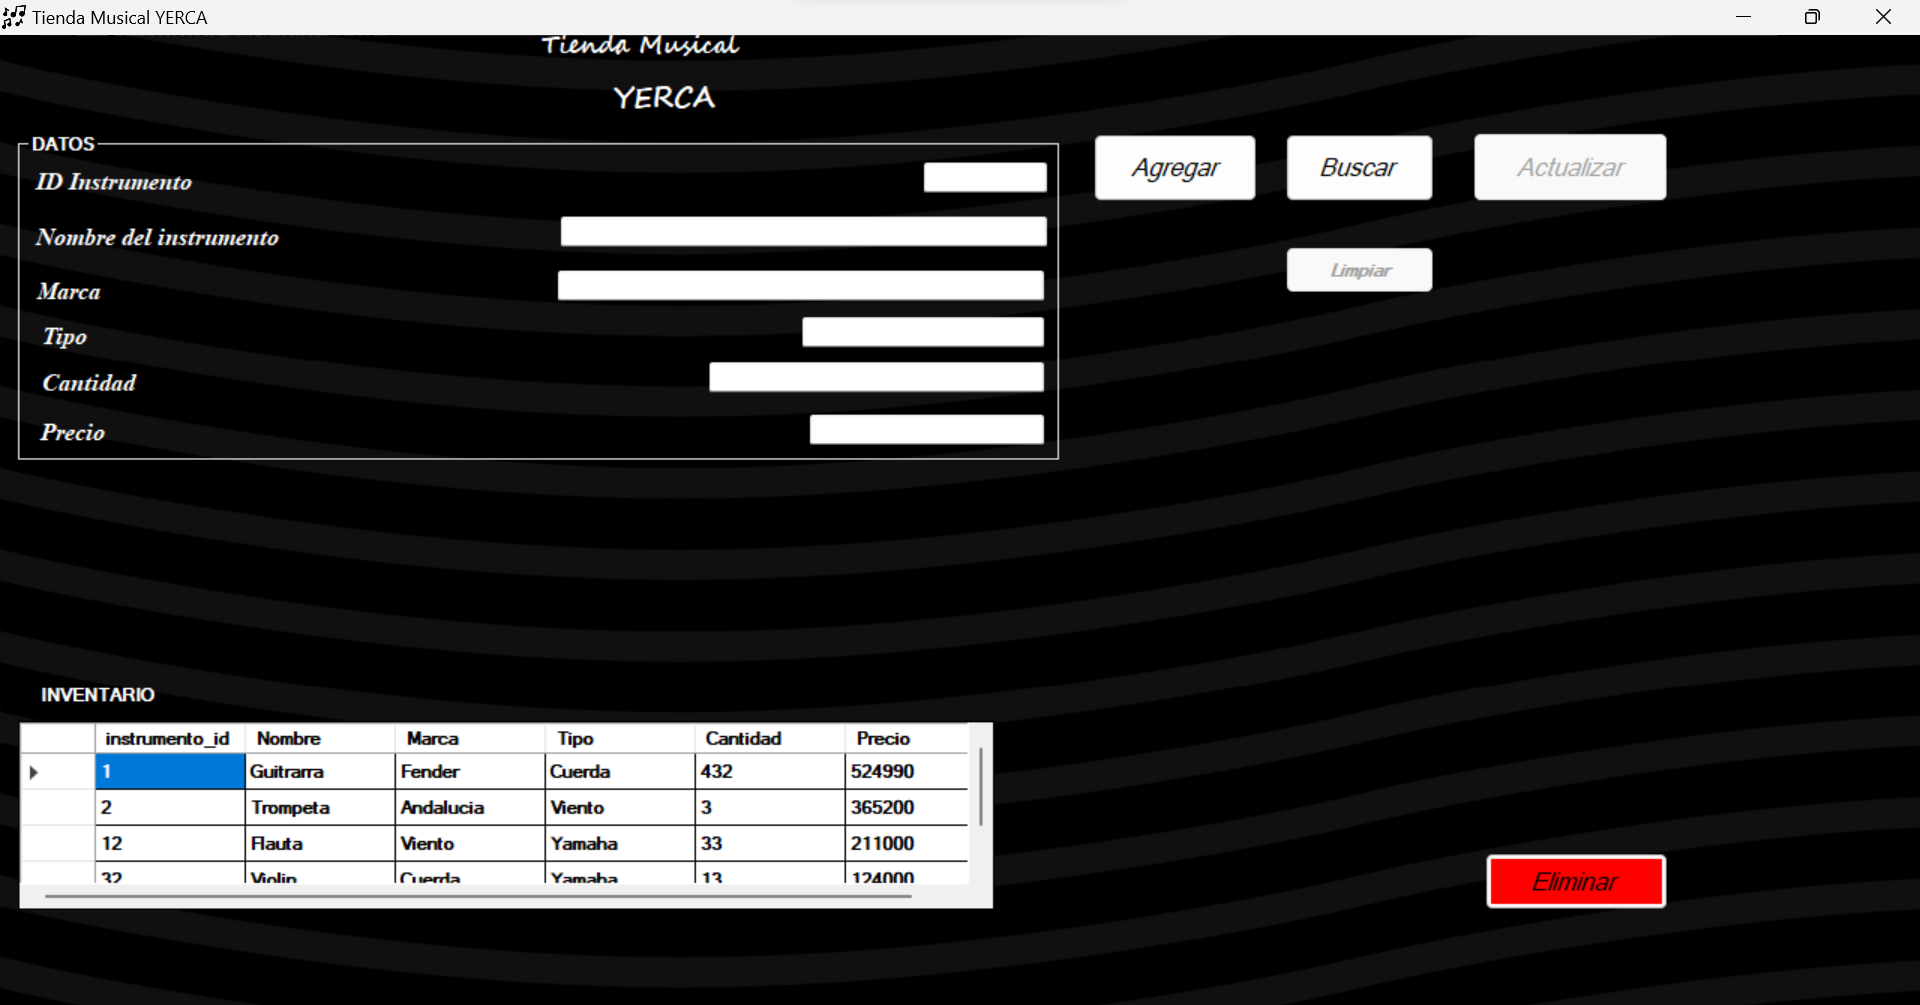 Tienda Musical YERCA
Tienda Musical
YERCA
DATOS
ID Instrumento
Nombre del instrumento
Marca
Tipo
Cantidad
Precio
Agregar
Buscar
Actualizar
Limpiar
INVENTARIO
instrumento_id Nombre Marca Tipo Cantidad Precio
1 Guitrarra Fender Cuerda 432 524990
2 Trompeta Andalucia Viento 3 365200
12 Flauta Viento Yamaha 33 211000
32 Violin Cuerda Yamaha 13 124000
Eliminar